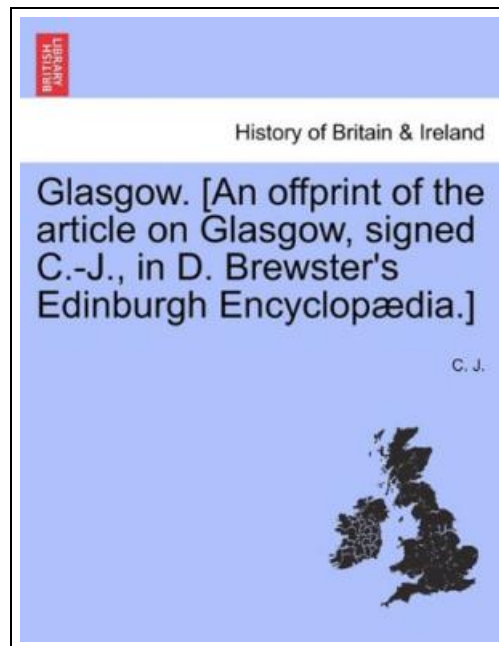 BRITISH
LIBRARY
History of Britain & Ireland
Glasgow. [An offprint of the
article on Glasgow, signed
C.-J., in D. Brewster's
Edinburgh Encyclopædia.]
C. J.